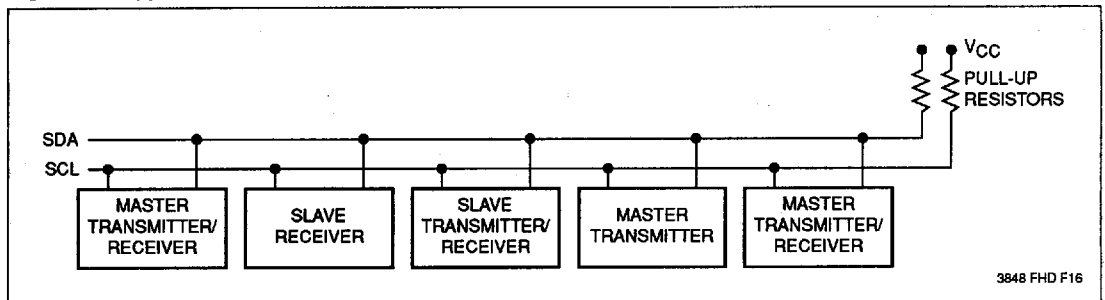 VCC
PULL-UP
RESISTORS
SDA
SCL
MASTER
TRANSMITTER/
RECEIVER
SLAVE
RECEIVER
SLAVE
TRANSMITTER/
RECEIVER
MASTER
TRANSMITTER
MASTER
TRANSMITTER/
RECEIVER
3848 FHD F16